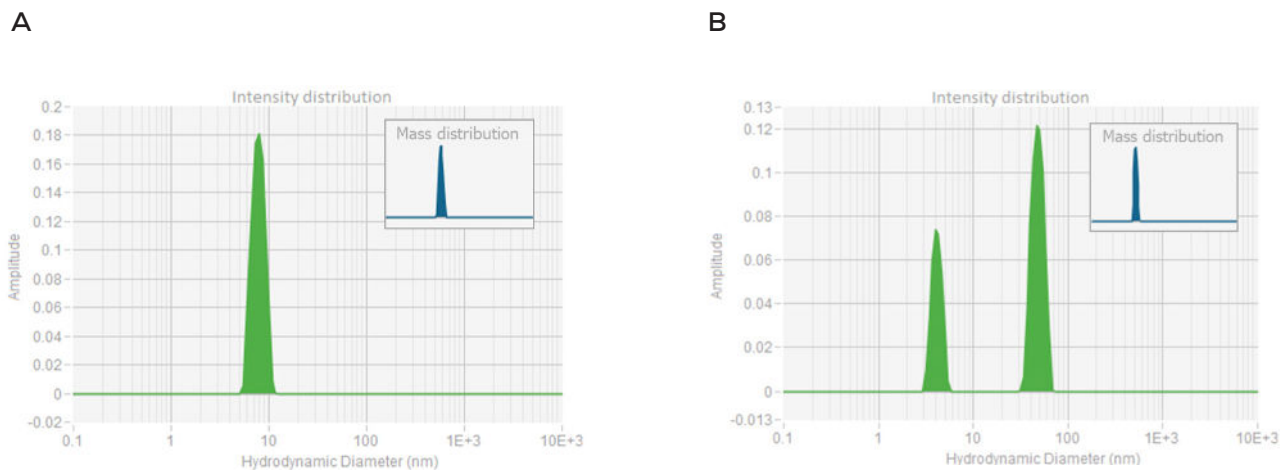 A
Intensity distribution
Mass distribution
Amplitude
0.2
0.18
0.16
0.14
0.12
0.1
0.08
0.06
0.04
0.02
0
-0.02
0.1 1 10 100 1E+3 10E+3
Hydrodynamic Diameter (nm)
B
Intensity distribution
Mass distribution
Amplitude
0.13
0.12
0.1
0.08
0.06
0.04
0.02
0
-0.013
0.1 1 10 100 1E+3 10E+3
Hydrodynamic Diameter (nm)